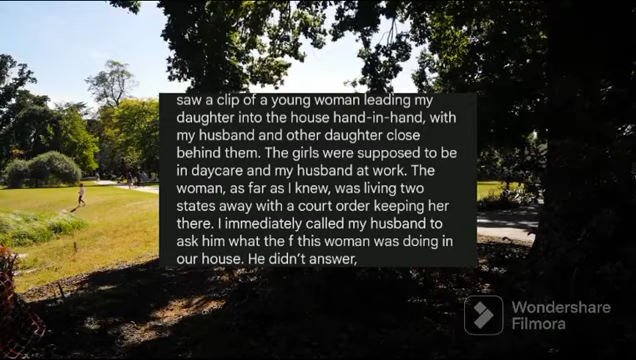 saw a clip of a young woman leading my
daughter into the house hand-in-hand, with
my husband and other daughter close
behind them. The girls were supposed to be
in daycare and my husband at work. The
woman, as far as I knew, was living two
states away with a court order keeping her
there. I immediately called my husband to
ask him what the f this woman was doing in
our house. He didn't answer,
Wondershare
Filmora